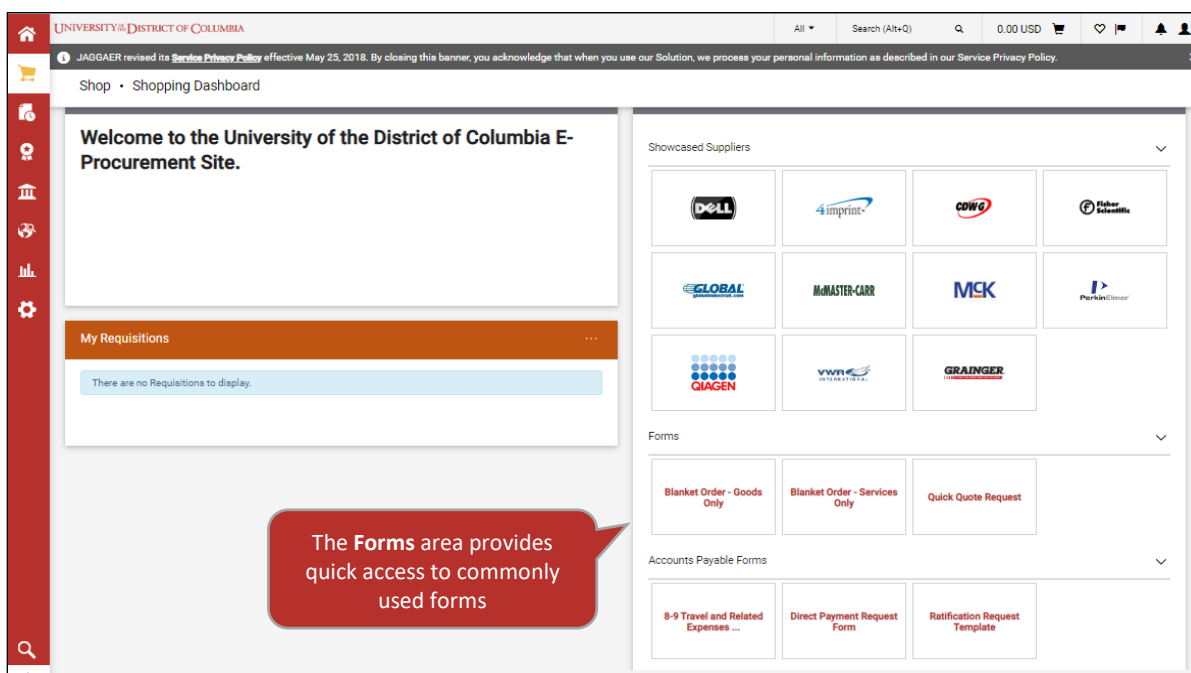 UNIVERSITY OF THE DISTRICT OF COLUMBIA
All
Search (Alt+Q)
0.00 USD
JAGGAER revised its Service Privacy Policy effective May 25, 2018. By closing this banner, you acknowledge that when you use our Solution, we process your personal information as described in our Service Privacy Policy.
Shop • Shopping Dashboard
Welcome to the University of the District of Columbia E-
Procurement Site.
My Requisitions
...
There are no Requisitions to display.
Showcased Suppliers
DELL
4imprint
CDWG
Fisher
Scientific
GLOBAL
globalindustrial.com
McMASTER-CARR
MCK
PerkinElmer
QIAGEN
VWR
INTERNATIONAL
GRAINGER
Forms
Blanket Order - Goods
Only
Blanket Order - Services
Only
Quick Quote Request
The Forms area provides
quick access to commonly
used forms
Accounts Payable Forms
8-9 Travel and Related
Expenses ...
Direct Payment Request
Form
Ratification Request
Template